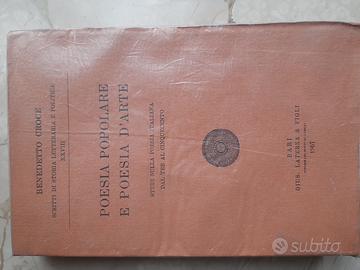 BENEDETTO CROCE
SCRITTI DI STORIA LETTERARIA E POLITICA
XXVIII
POESIA POPOLARE
E POESIA D'ARTE
STUDI SULLA POESIA ITALIANA
DAL TRE AL CINQUECENTO
BARI
GIUS. LATERZA & FIGLI
1967
subito